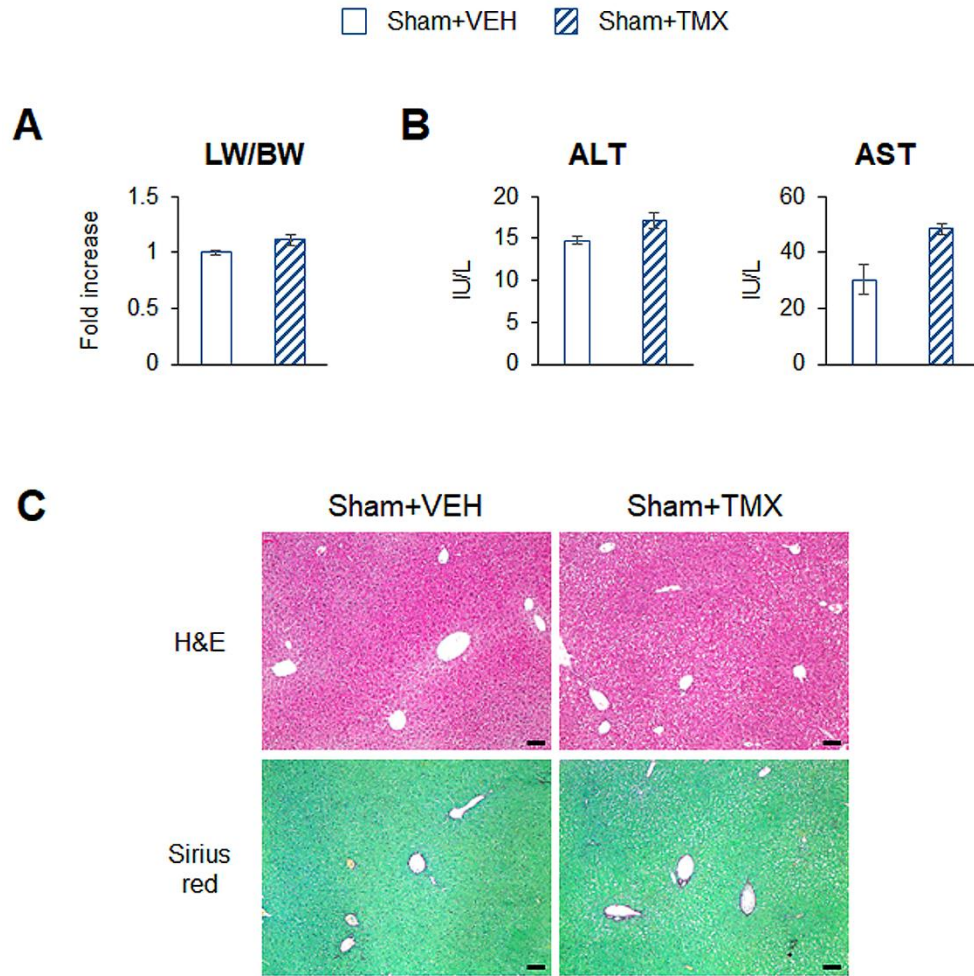 Sham+VEH Sham+TMX
A
B
LW/BW
ALT
AST
Fold increase
1.5
1
0.5
0
IU/L
20
15
10
5
0
IU/L
60
40
20
0
C
Sham+VEH Sham+TMX
H&E
Sirius
red